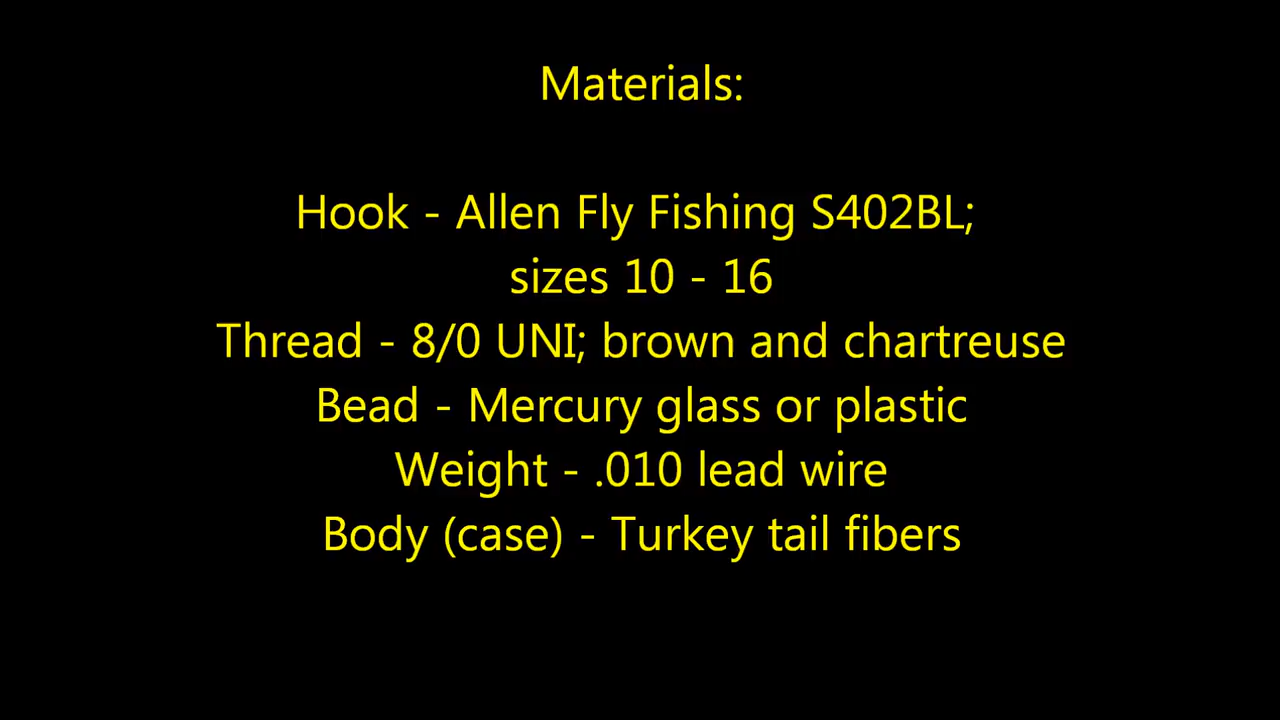 Materials:
Hook - Allen Fly Fishing S402BL;
sizes 10 - 16
Thread - 8/0 UNI; brown and chartreuse
Bead - Mercury glass or plastic
Weight - .010 lead wire
Body (case) - Turkey tail fibers